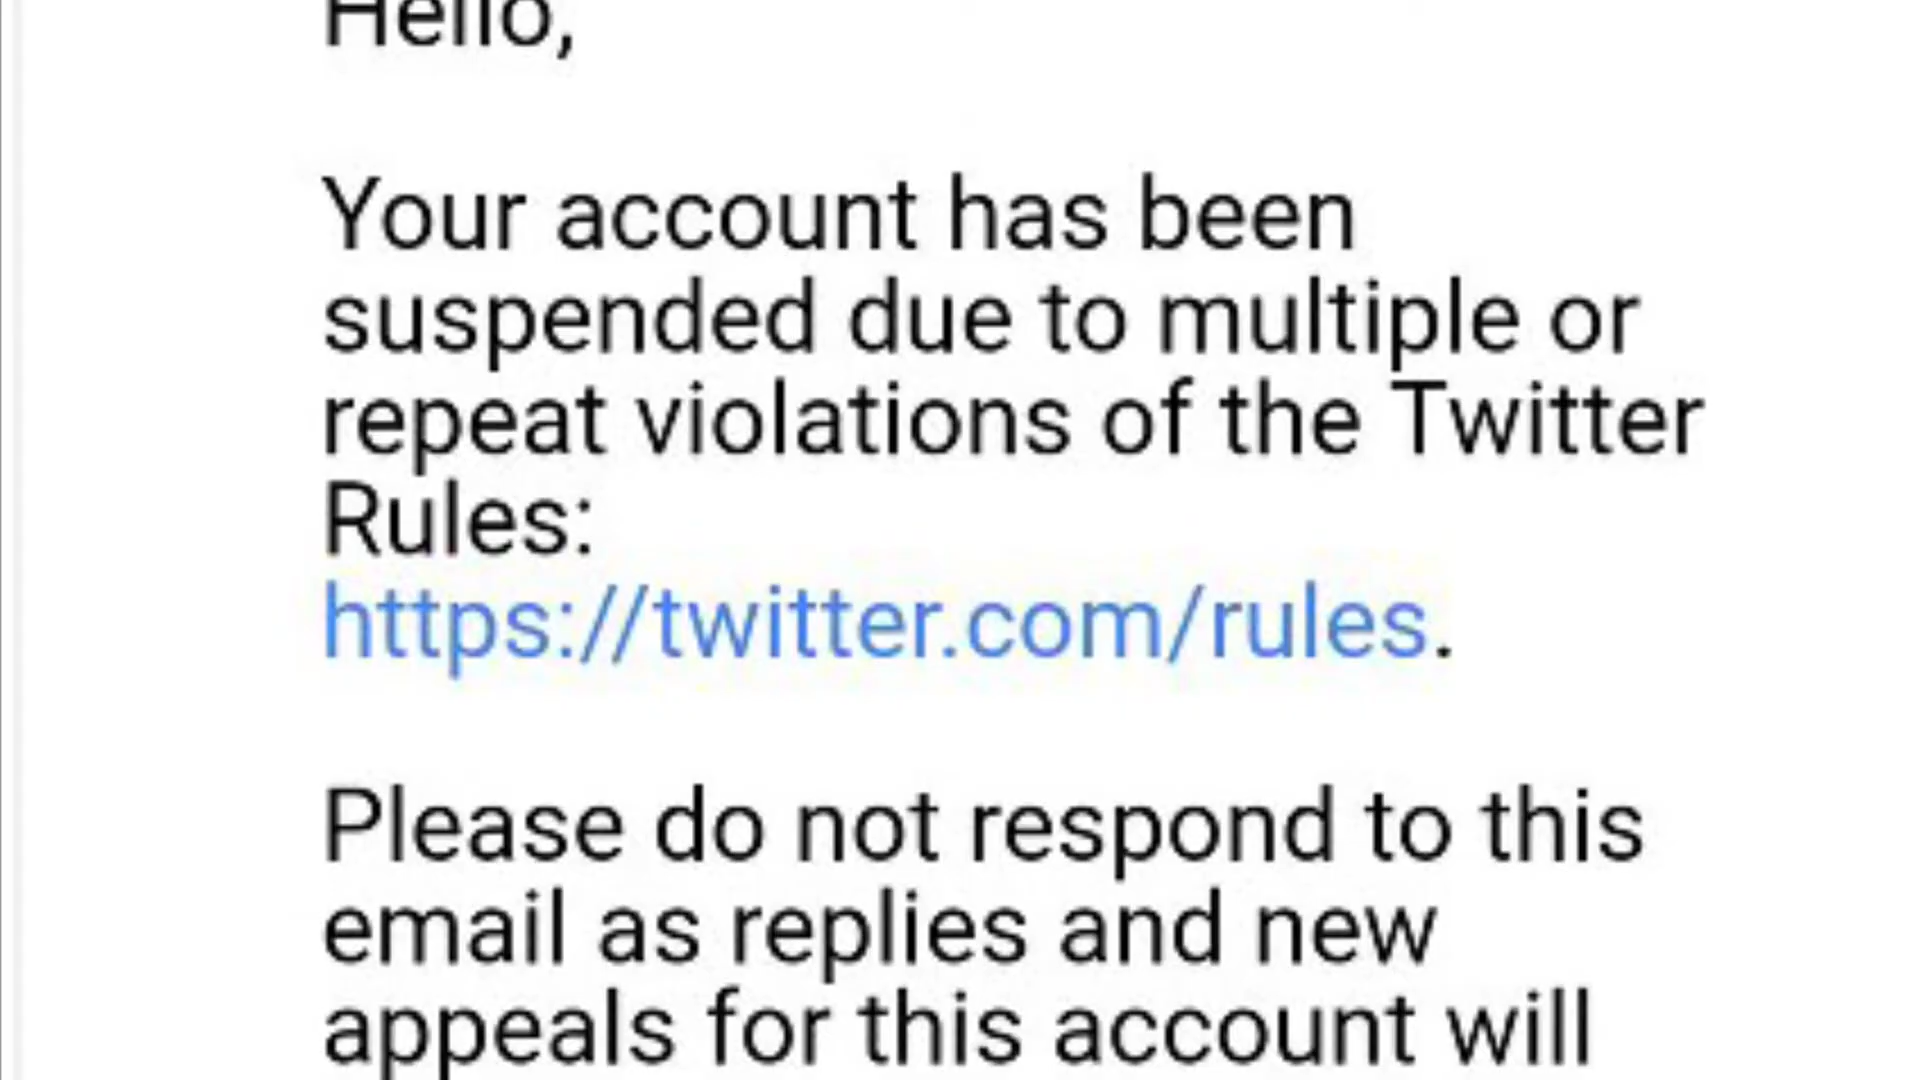 Hello,
Your account has been
suspended due to multiple or
repeat violations of the Twitter
Rules:
https://twitter.com/rules.
Please do not respond to this
email as replies and new
appeals for this account will